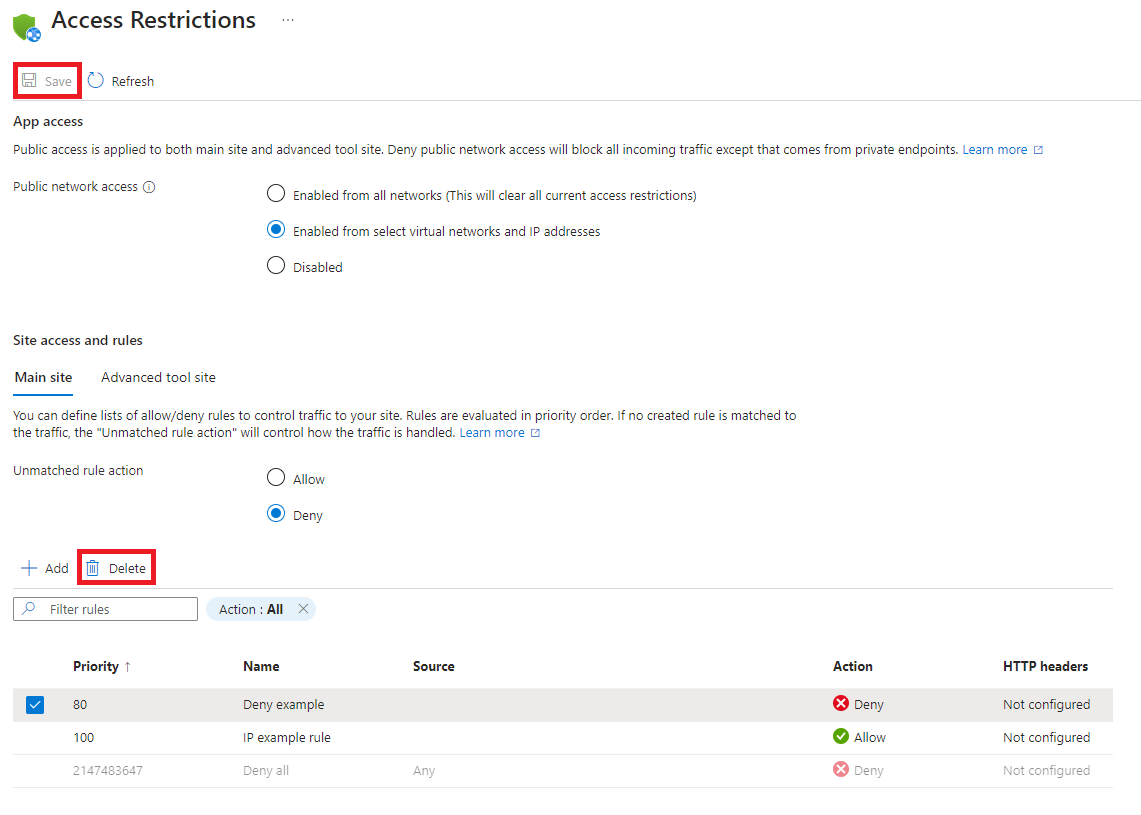 Access Restrictions ...
Save Refresh
App access
Public access is applied to both main site and advanced tool site. Deny public network access will block all incoming traffic except that comes from private endpoints. Learn more
Public network access
Enabled from all networks (This will clear all current access restrictions)
Enabled from select virtual networks and IP addresses
Disabled
Site access and rules
Main site Advanced tool site
You can define lists of allow/deny rules to control traffic to your site. Rules are evaluated in priority order. If no created rule is matched to
the traffic, the "Unmatched rule action" will control how the traffic is handled. Learn more
Unmatched rule action
Allow
Deny
Add Delete
Filter rules Action : All
Priority ↑ Name Source Action HTTP headers
80 Deny example Deny Not configured
100 IP example rule Allow Not configured
2147483647 Deny all Any Deny Not configured